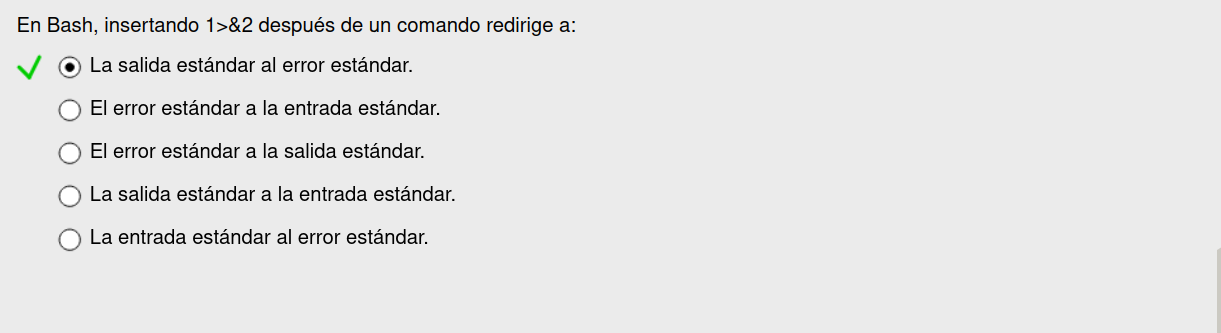 En Bash, insertando 1>&2 después de un comando redirige a:
La salida estándar al error estándar.
El error estándar a la entrada estándar.
El error estándar a la salida estándar.
La salida estándar a la entrada estándar.
La entrada estándar al error estándar.